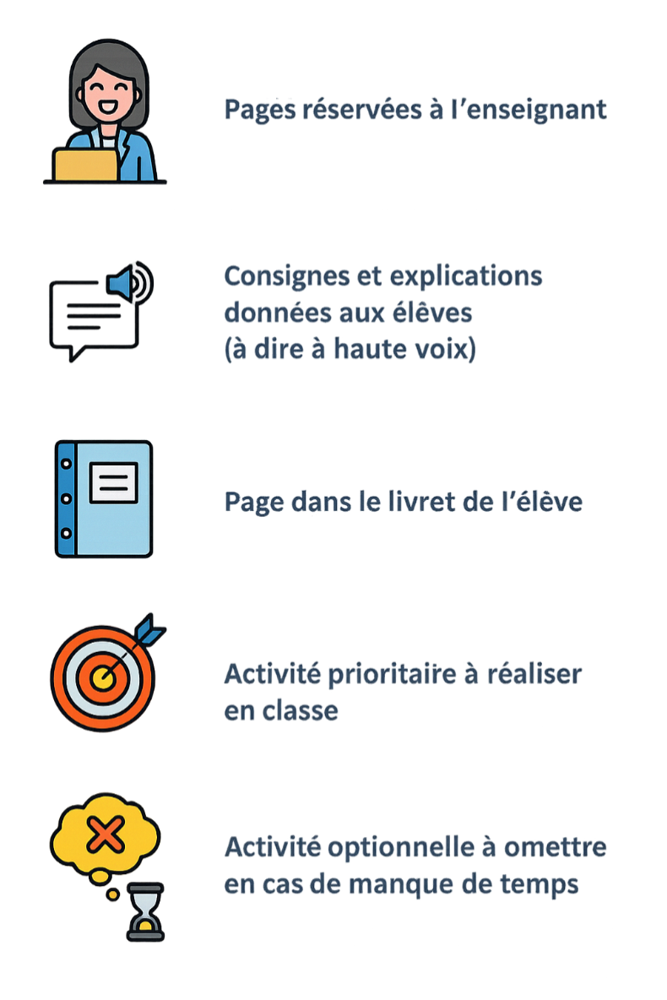 Pages réservées à l'enseignant
Consignes et explications
données aux élêves
(à dire à haute voix)
Page dans le livret de l'élève
Activité prioritaire à réaliser
en classe
Activité optionnelle à omettre
en cas de manque de temps